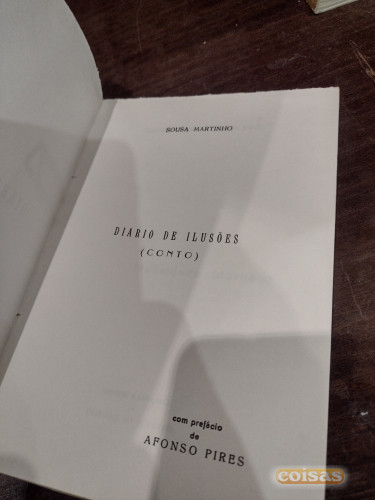 SOUSA MARTINHO
DIARIO DE ILUSÕES
(CONTO)
com prefácio
de
AFONSO PIRES
coisas